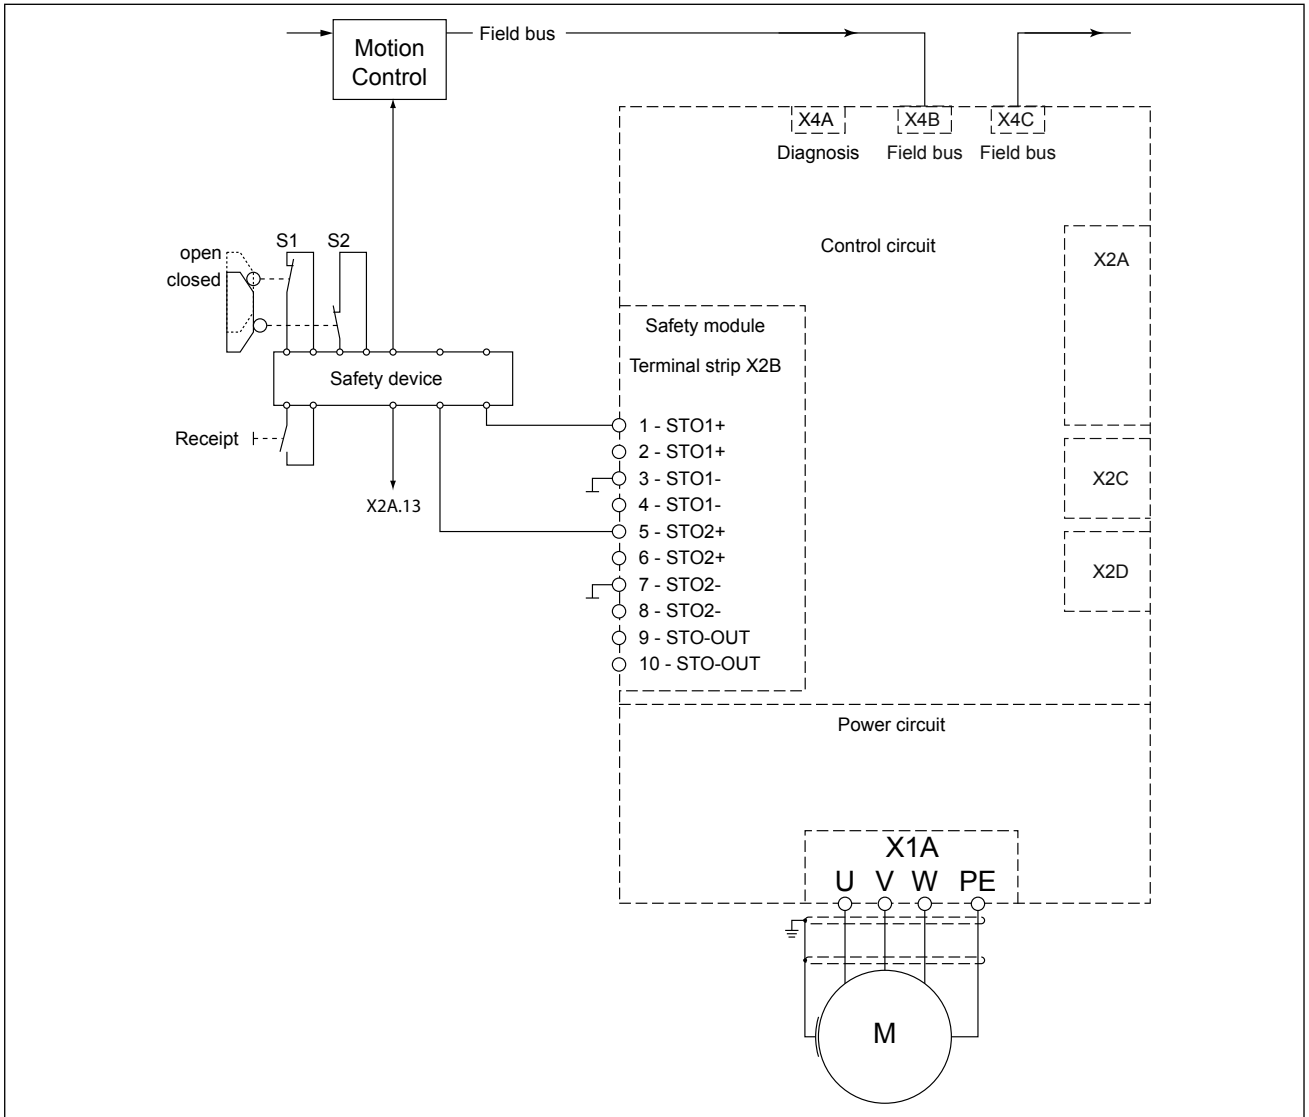 Motion
Control
Field bus
X4A
X4B
X4C
Diagnosis
Field bus
Field bus
Control circuit
S1
S2
open
closed
X2A
Safety module
Terminal strip X2B
Safety device
1 - STO1+
2 - STO1+
3 - STO1-
4 - STO1-
5 - STO2+
6 - STO2+
7 - STO2-
8 - STO2-
9 - STO-OUT
10 - STO-OUT
Receipt
X2A.13
X2C
X2D
Power circuit
X1A
U V W PE
M